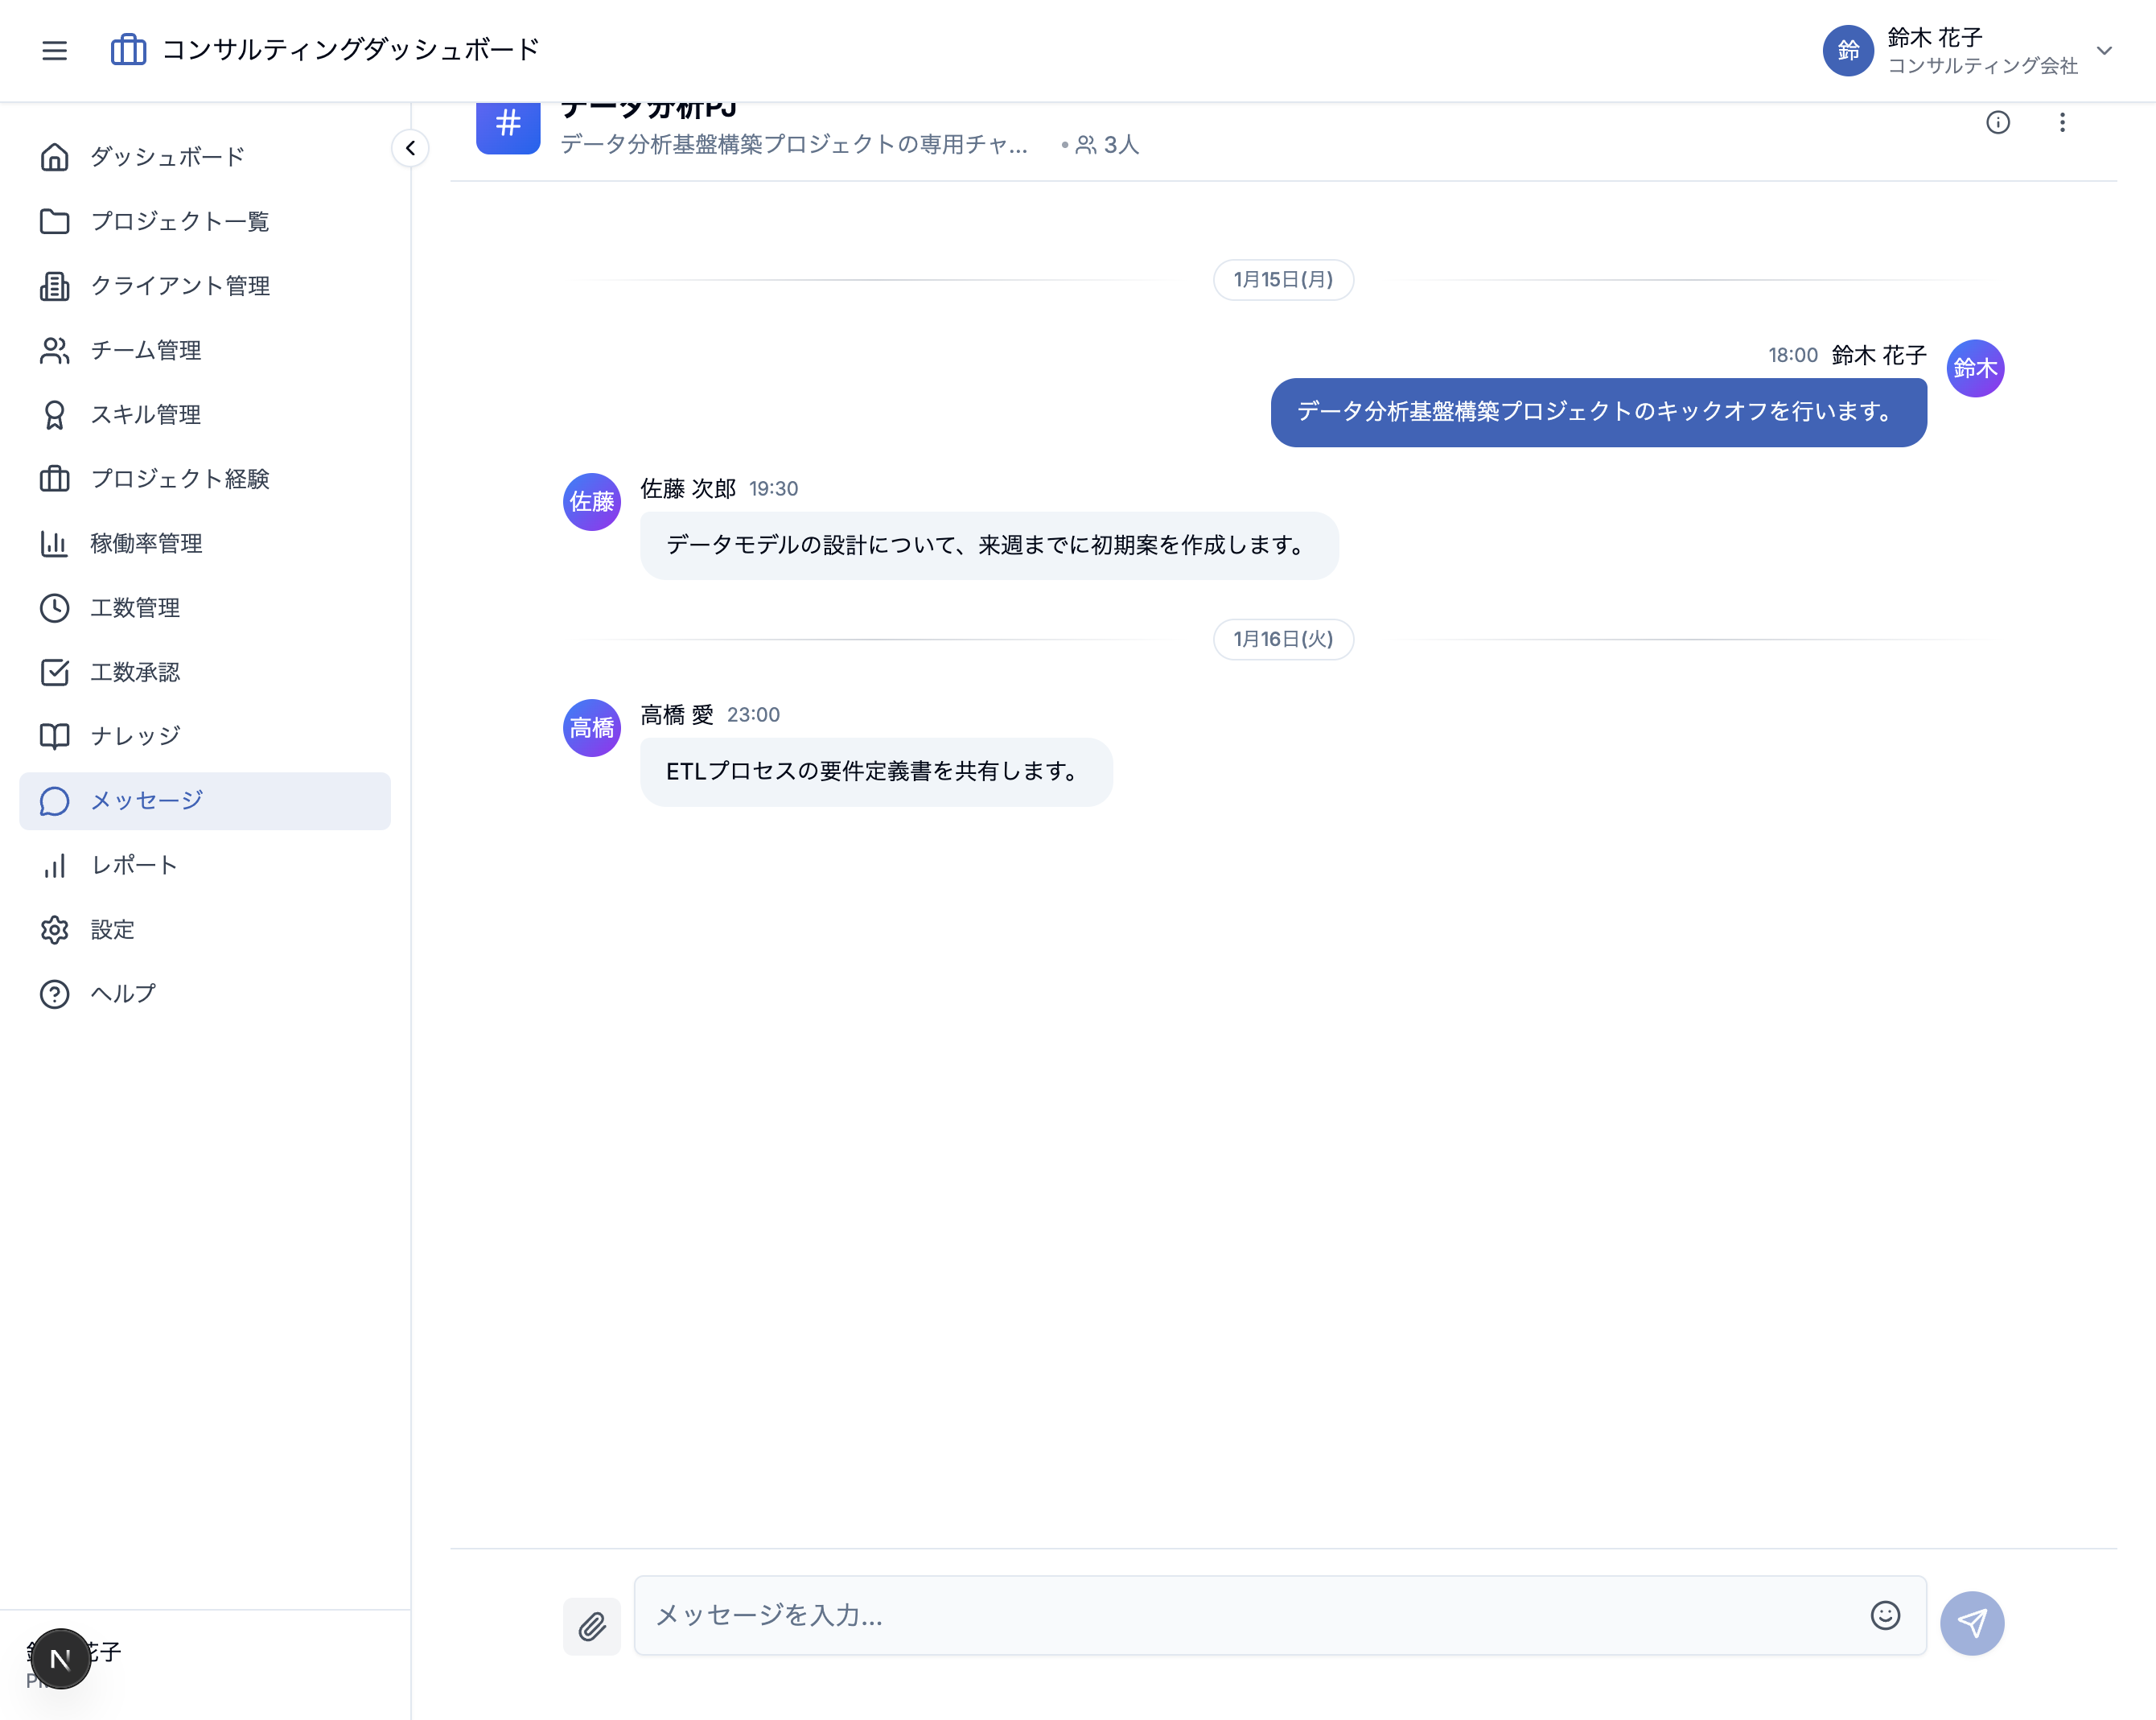 コンサルティングダッシュボード
鈴
鈴木 花子
コンサルティング会社
ダッシュボード
プロジェクト一覧
クライアント管理
チーム管理
スキル管理
プロジェクト経験
稼働率管理
工数管理
工数承認
ナレッジ
メッセージ
レポート
設定
ヘルプ
花子
N
#
データ分析PJ
データ分析基盤構築プロジェクトの専用チャ... • 3人
1月15日(月)
18:00 鈴木 花子
鈴木
データ分析基盤構築プロジェクトのキックオフを行います。
佐藤
佐藤 次郎 19:30
データモデルの設計について、来週までに初期案を作成します。
1月16日(火)
高橋
高橋 愛 23:00
ETLプロセスの要件定義書を共有します。
メッセージを入力...